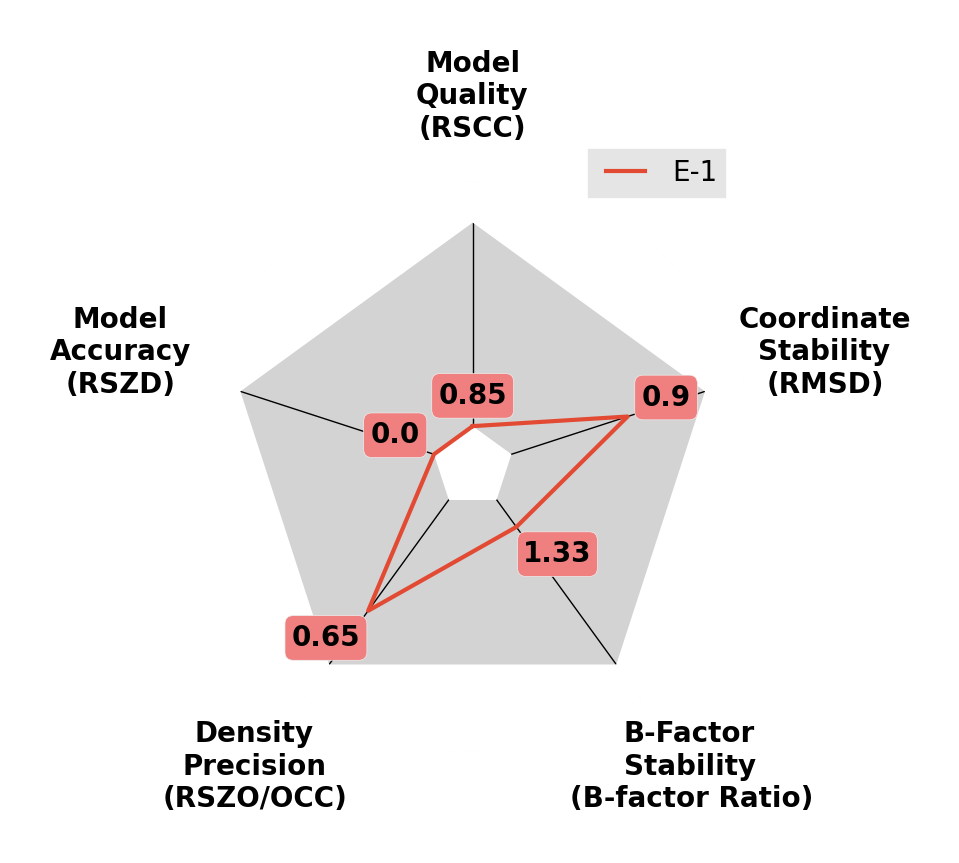 Model
Quality
(RSCC)
E-1
Model
Accuracy
(RSZD)
Coordinate
Stability
(RMSD)
0.85
0.9
0.0
1.33
0.65
Density
Precision
(RSZO/OCC)
B-Factor
Stability
(B-factor Ratio)